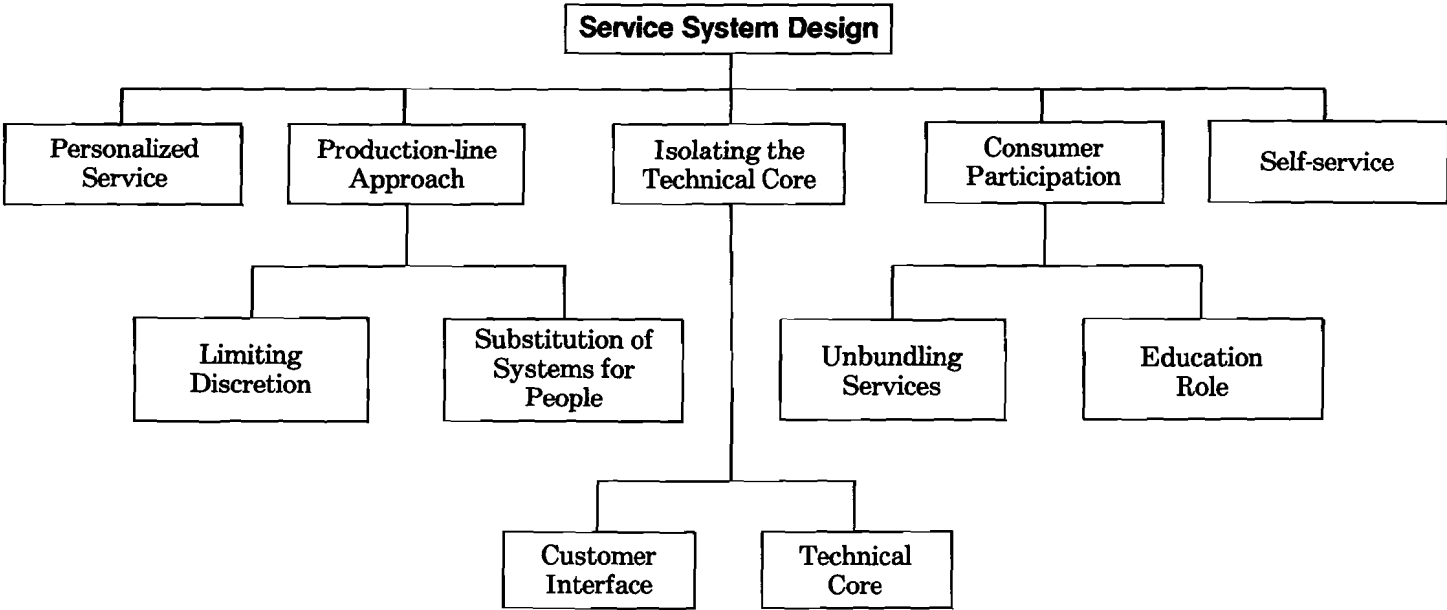 Service System Design
Personalized
Service
Production-line
Approach
Isolating the
Technical Core
Consumer
Participation
Self-service
Limiting
Discretion
Substitution of
Systems for
People
Unbundling
Services
Education
Role
Customer
Interface
Technical
Core